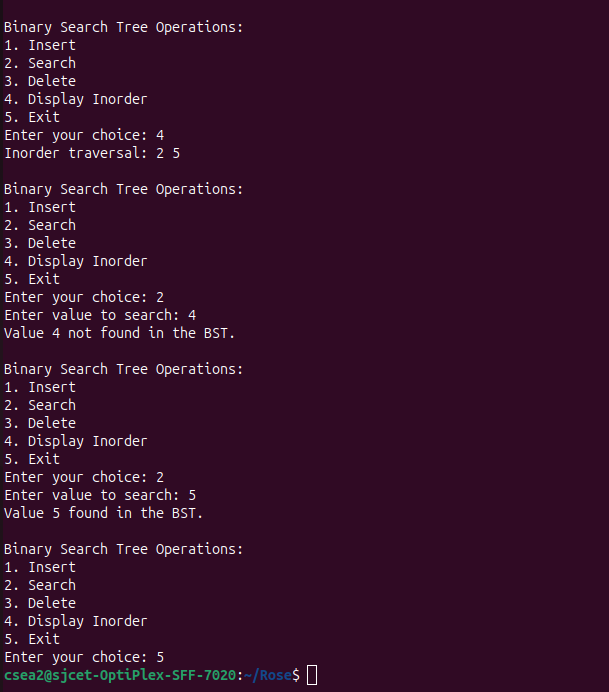 Binary Search Tree Operations:
1. Insert
2. Search
3. Delete
4. Display Inorder
5. Exit
Enter your choice: 4
Inorder traversal: 2 5
Binary Search Tree Operations:
1. Insert
2. Search
3. Delete
4. Display Inorder
5. Exit
Enter your choice: 2
Enter value to search: 4
Value 4 not found in the BST.
Binary Search Tree Operations:
1. Insert
2. Search
3. Delete
4. Display Inorder
5. Exit
Enter your choice: 2
Enter value to search: 5
Value 5 found in the BST.
Binary Search Tree Operations:
1. Insert
2. Search
3. Delete
4. Display Inorder
5. Exit
Enter your choice: 5
csea2@sjcet-OptiPlex-SFF-7020:~/Rose$